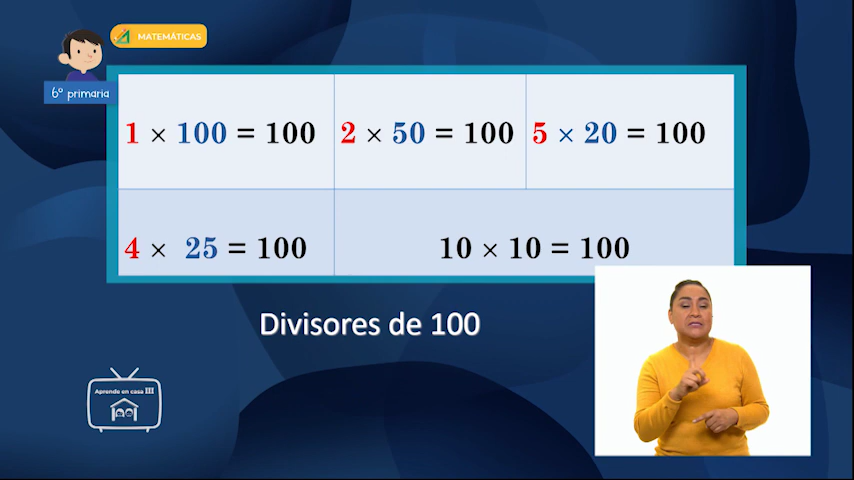 MATEMÁTICAS
6° primaria
1 × 100 = 100
2 × 50 = 100
5 × 20 = 100
4 × 25 = 100
10 × 10 = 100
Divisores de 100
Aprende en casa III